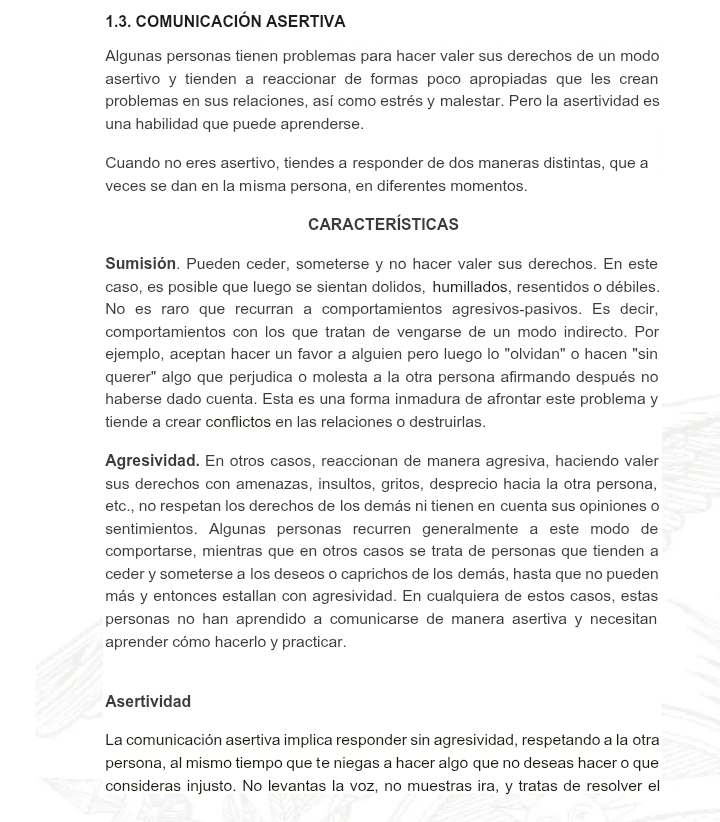 1.3. COMUNICACIÓN ASERTIVA
Algunas personas tienen problemas para hacer valer sus derechos de un modo
asertivo y tienden a reaccionar de formas poco apropiadas que les crean
problemas en sus relaciones, así como estrés y malestar. Pero la asertividad es
una habilidad que puede aprenderse.
Cuando no eres asertivo, tiendes a responder de dos maneras distintas, que a
veces se dan en la misma persona, en diferentes momentos.
CARACTERÍSTICAS
Sumisión. Pueden ceder, someterse y no hacer valer sus derechos. En este
caso, es posible que luego se sientan dolidos, humillados, resentidos o débiles.
No es raro que recurran a comportamientos agresivos-pasivos. Es decir,
comportamientos con los que tratan de vengarse de un modo indirecto. Por
ejemplo, aceptan hacer un favor a alguien pero luego lo "olvidan" o hacen "sin
querer" algo que perjudica o molesta a la otra persona afirmando después no
haberse dado cuenta. Esta es una forma inmadura de afrontar este problema y
tiende a crear conflictos en las relaciones o destruirlas.
Agresividad. En otros casos, reaccionan de manera agresiva, haciendo valer
sus derechos con amenazas, insultos, gritos, desprecio hacia la otra persona,
etc., no respetan los derechos de los demás ni tienen en cuenta sus opiniones o
sentimientos. Algunas personas recurren generalmente a este modo de
comportarse, mientras que en otros casos se trata de personas que tienden a
ceder y someterse a los deseos o caprichos de los demás, hasta que no pueden
más y entonces estallan con agresividad. En cualquiera de estos casos, estas
personas no han aprendido a comunicarse de manera asertiva y necesitan
aprender cómo hacerlo y practicar.
Asertividad
La comunicación asertiva implica responder sin agresividad, respetando a la otra
persona, al mismo tiempo que te niegas a hacer algo que no deseas hacer o que
consideras injusto. No levantas la voz, no muestras ira, y tratas de resolver el